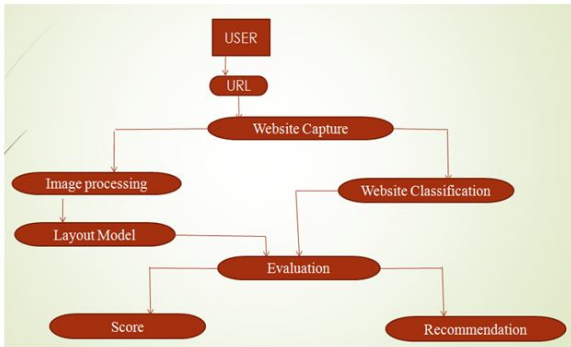 USER
URL
Website Capture
Image processing
Website Classification
Layout Model
Evaluation
Score
Recommendation